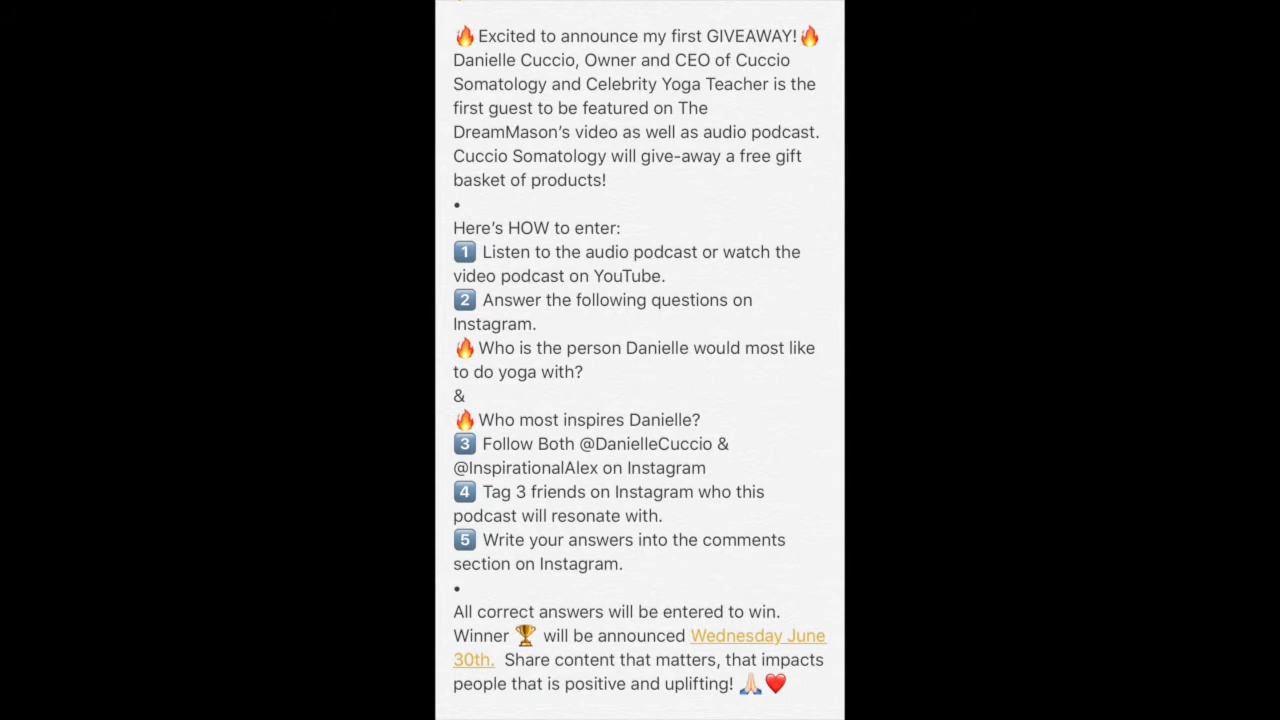 🔥Excited to announce my first GIVEAWAY!🔥
Danielle Cuccio, Owner and CEO of Cuccio
Somatology and Celebrity Yoga Teacher is the
first guest to be featured on The
DreamMason’s video as well as audio podcast.
Cuccio Somatology will give-away a free gift
basket of products!
•
Here’s HOW to enter:
1️⃣ Listen to the audio podcast or watch the
video podcast on YouTube.
2️⃣ Answer the following questions on
Instagram.
🔥Who is the person Danielle would most like
to do yoga with?
&
🔥Who most inspires Danielle?
3️⃣ Follow Both @DanielleCuccio &
@InspirationalAlex on Instagram
4️⃣ Tag 3 friends on Instagram who this
podcast will resonate with.
5️⃣ Write your answers into the comments
section on Instagram.
•
All correct answers will be entered to win.
Winner 🏆 will be announced Wednesday June
30th.  Share content that matters, that impacts
people that is positive and uplifting! 🙏🏻❤️